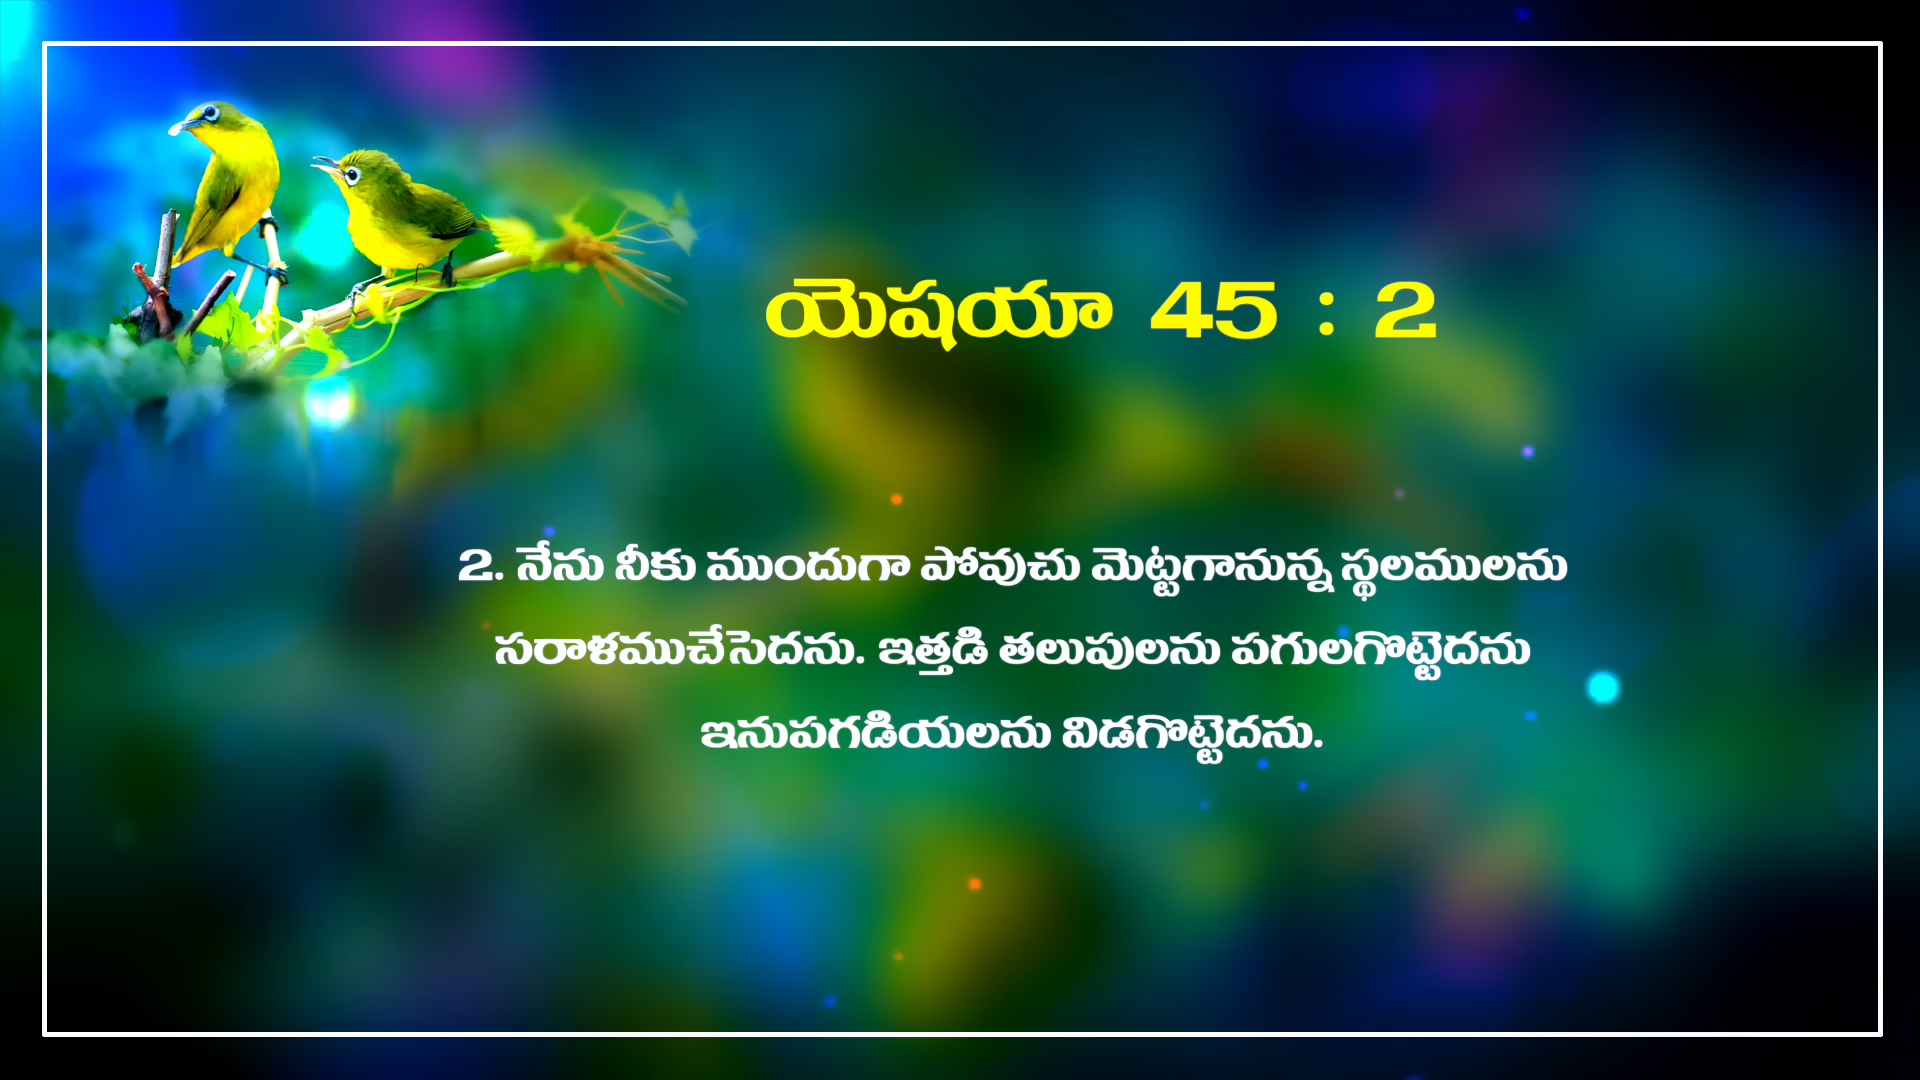 యెషయా 45 : 2
2. నేను నీకు ముందుగా పోవుచు మెట్టగానున్న స్థలములను
సరాళముచేసెదను. ఇత్తడి తలుపులను పగులగొట్టెదను
ఇనుపగడియలను విడగొట్టెదను.